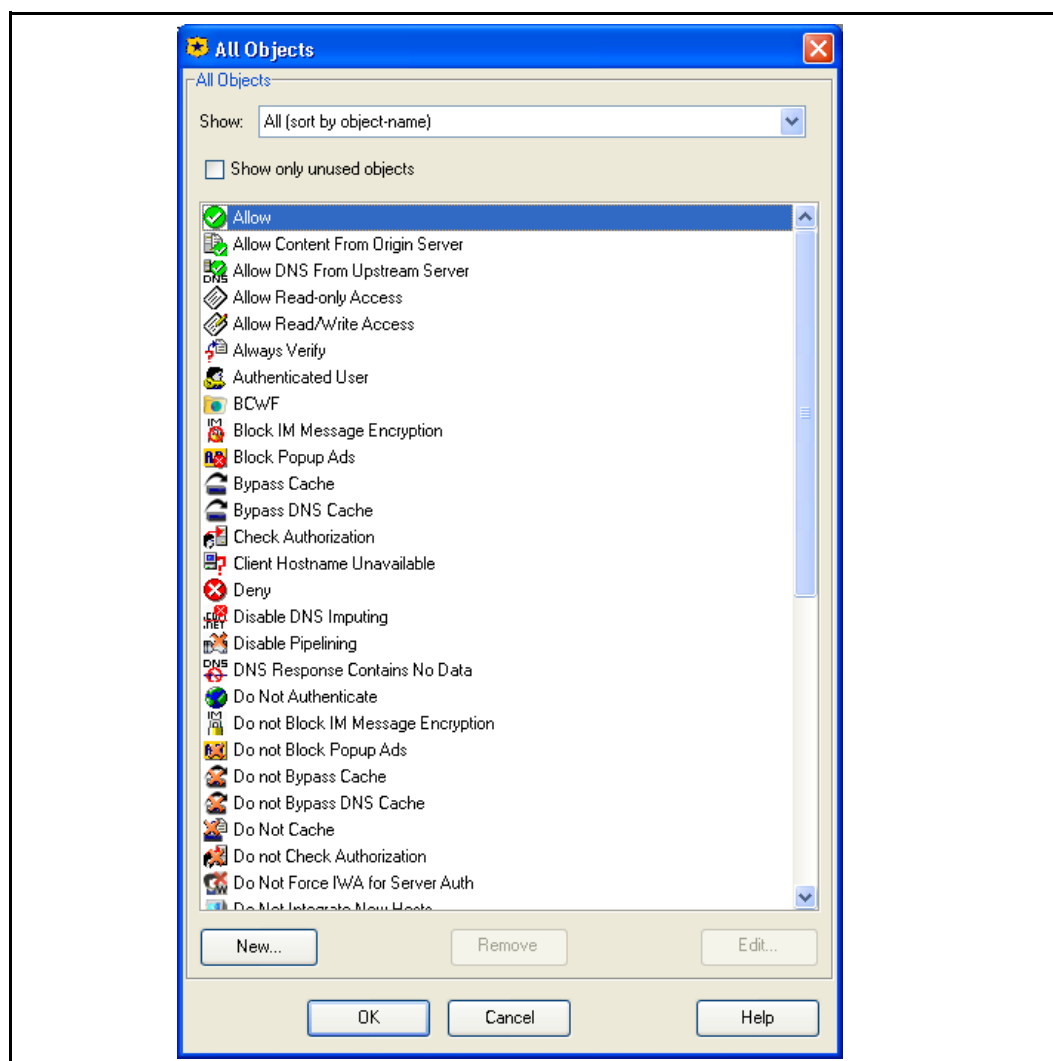 All Objects
All Objects
Show: All (sort by object-name)
Show only unused objects
Allow
Allow Content From Origin Server
Allow DNS From Upstream Server
Allow Read-only Access
Allow Read/Write Access
Always Verify
Authenticated User
BCWF
Block IM Message Encryption
Block Popup Ads
Bypass Cache
Bypass DNS Cache
Check Authorization
Client Hostname Unavailable
Deny
Disable DNS Imputing
Disable Pipelining
DNS Response Contains No Data
Do Not Authenticate
Do not Block IM Message Encryption
Do not Block Popup Ads
Do not Bypass Cache
Do not Bypass DNS Cache
Do Not Cache
Do not Check Authorization
Do Not Force IWA for Server Auth
Do Not Integrate New Hosts
New... Remove Edit...
OK Cancel Help